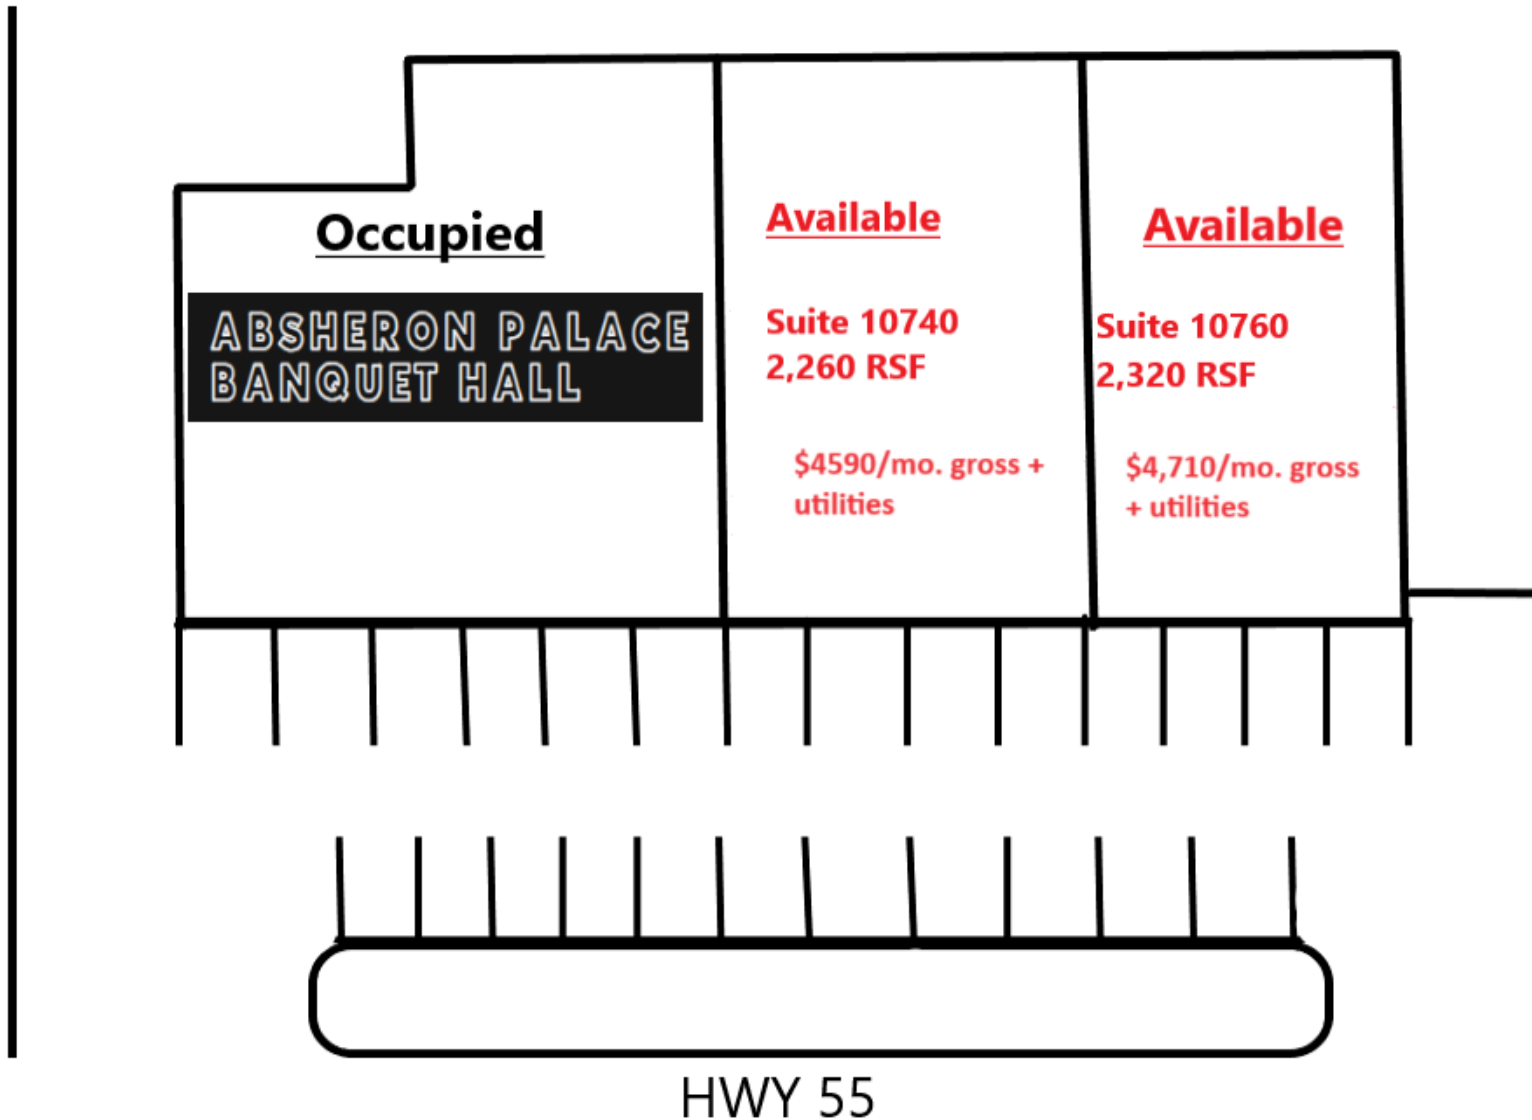 Occupied
ABSHERON PALACE
BANQUET HALL
Available
Suite 10740
2,260 RSF
$4590/mo. gross +
utilities
Available
Suite 10760
2,320 RSF
$4,710/mo. gross
+ utilities
HWY 55